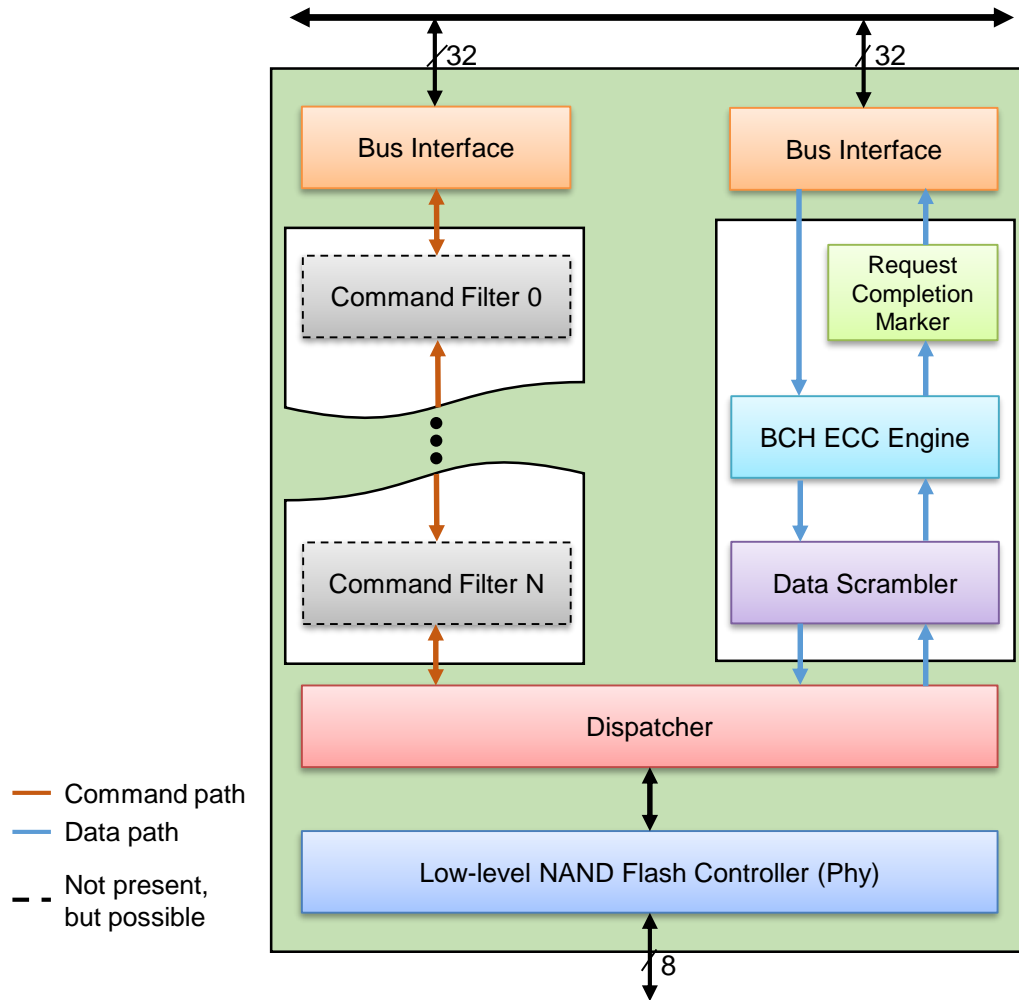 32
32
Bus Interface
Bus Interface
Command Filter 0
Request
Completion
Marker
BCH ECC Engine
Command Filter N
Data Scrambler
Dispatcher
Command path
Data path
Not present,
but possible
Low-level NAND Flash Controller (Phy)
8